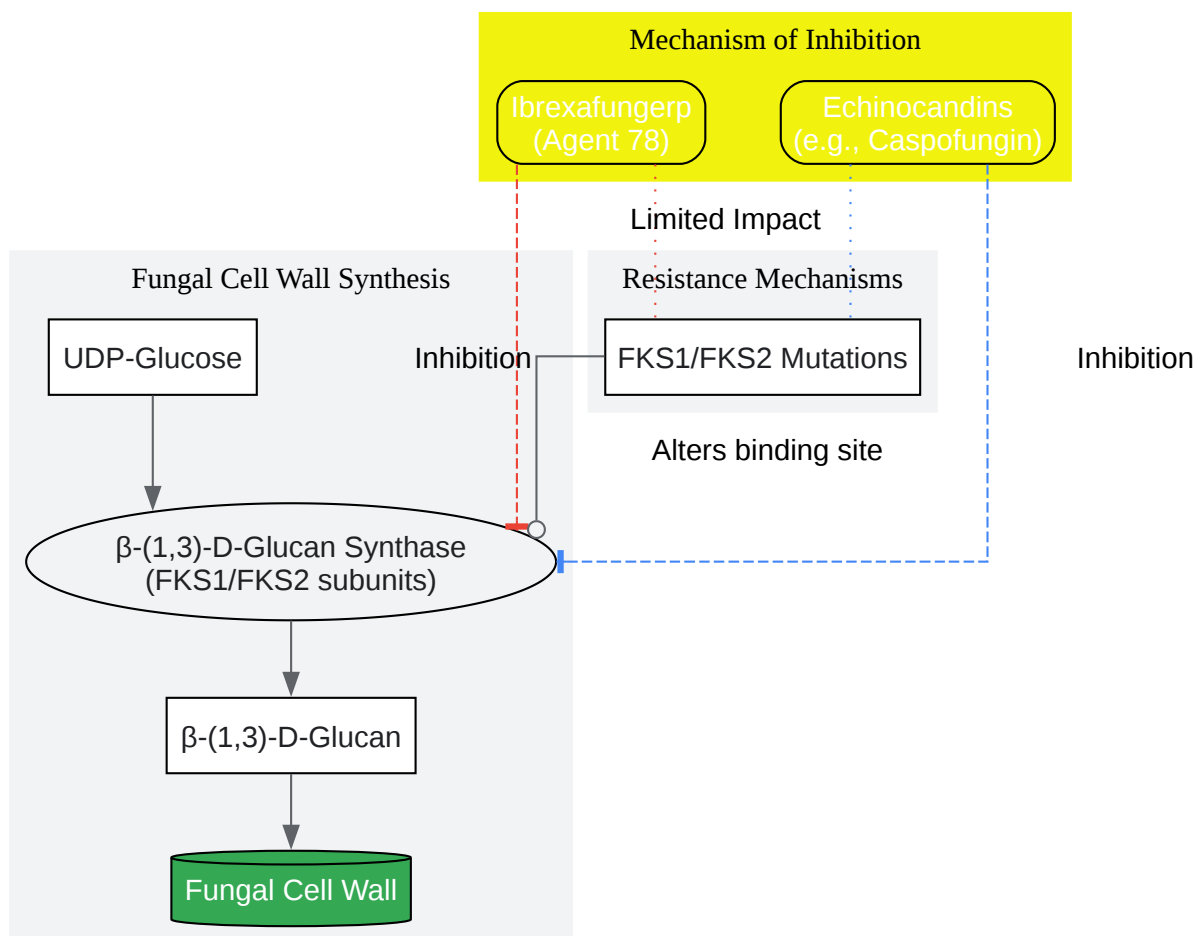 Mechanism of Inhibition
Ibrexafungerp
(Agent 78)
Echinocandins
(e.g., Caspofungin)
Limited Impact
Fungal Cell Wall Synthesis
Resistance Mechanisms
UDP-Glucose
Inhibition
FKS1/FKS2 Mutations
Inhibition
Alters binding site
β-(1,3)-D-Glucan Synthase
(FKS1/FKS2 subunits)
β-(1,3)-D-Glucan
Fungal Cell Wall